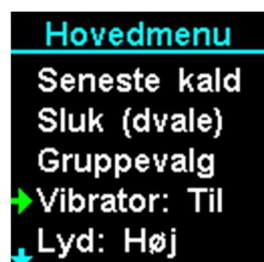 Hovedmenu
Seneste kald
Sluk (dvale)
Gruppevalg
Vibrator: Til
Lyd: Høj